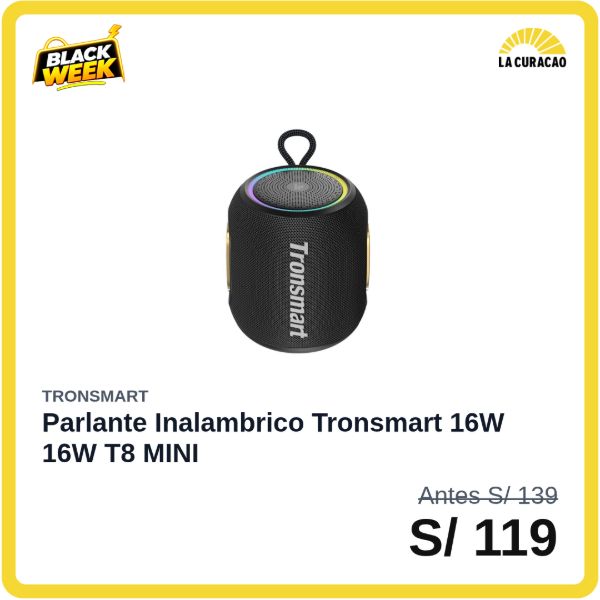 BLACK
WEEK
LA CURACAO
Tronsmart
TRONSMART
Parlante Inalambrico Tronsmart 16W
16W T8 MINI
Antes S/ 139
S/ 119